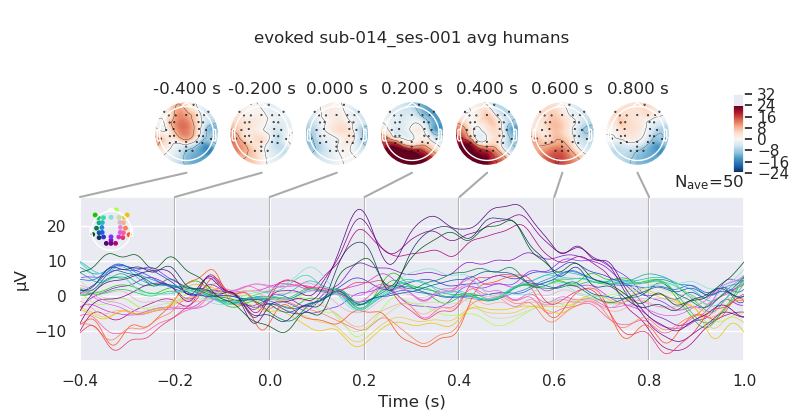 evoked sub-014_ses-001 avg humans
-0.400 s -0.200 s 0.000 s 0.200 s 0.400 s 0.600 s 0.800 s
32
24
16
8
0
−8
−16
−24
Nave=50
20
10
0
−10
µV
−0.4 −0.2 0.0 0.2 0.4 0.6 0.8 1.0
Time (s)